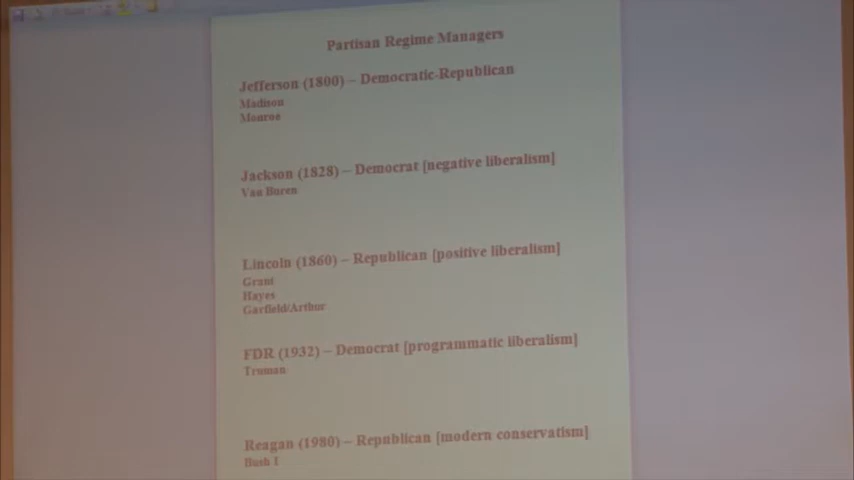 Partisan Regime Managers
Jefferson (1800) – Democratic-Republican
Madison
Monroe
Jackson (1828) – Democrat [negative liberalism]
Van Buren
Lincoln (1860) – Republican [positive liberalism]
Grant
Hayes
Garfield/Arthur
FDR (1932) – Democrat [programmatic liberalism]
Truman
Reagan (1980) – Republican [modern conservatism]
Bush I